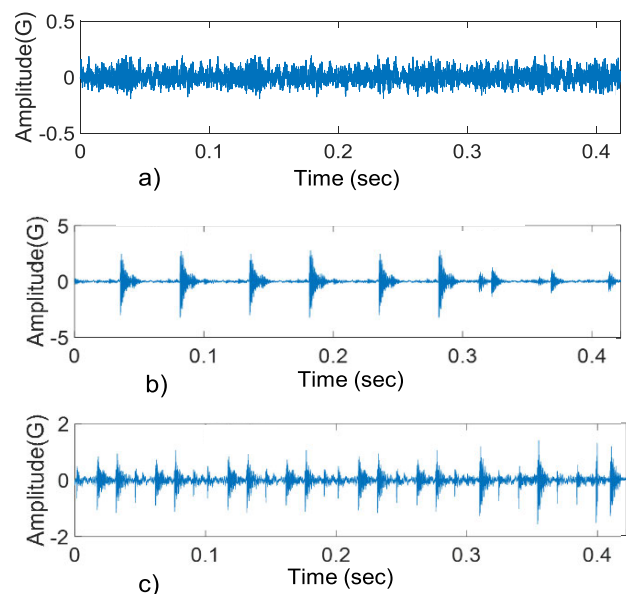 Amplitude(G)
0.5
0
-0.5
0 0.1 0.2 0.3 0.4
a) Time (sec)
Amplitude(G)
5
0
-5
0 0.1 0.2 0.3 0.4
b) Time (sec)
Amplitude(G)
2
0
-2
0 0.1 0.2 0.3 0.4
c) Time (sec)